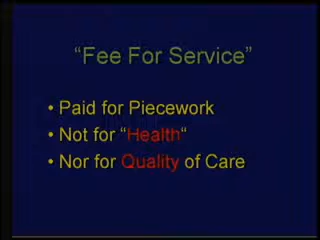 “Fee For Service”
• Paid for Piecework
• Not for “Health“
• Nor for Quality of Care